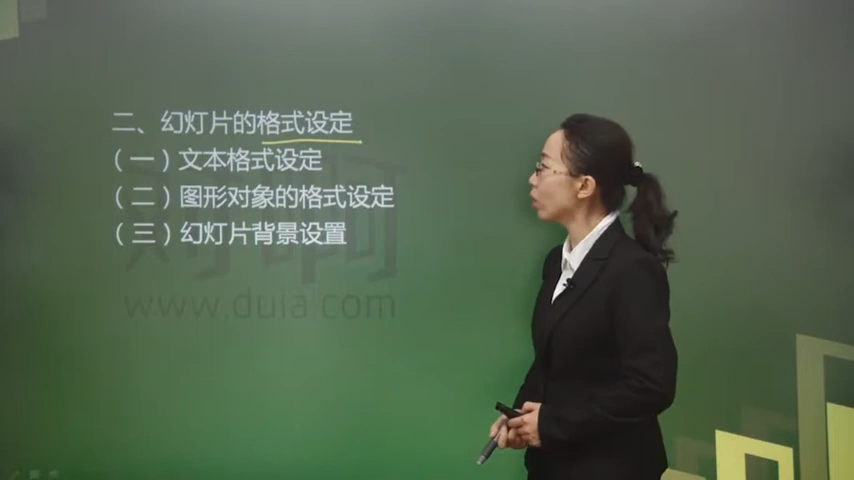 二、幻灯片的格式设定
（一）文本格式设定
（二）图形对象的格式设定
（三）幻灯片背景设置
www.duia.com